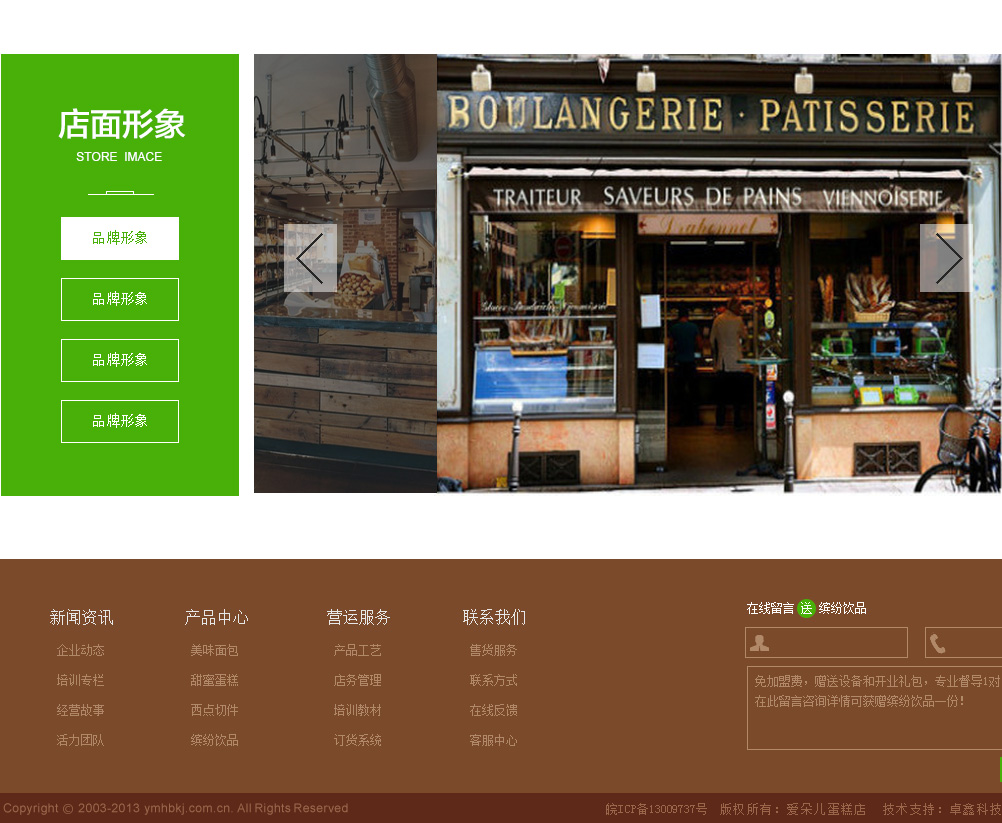 店面形象
STORE IMACE
品牌形象
品牌形象
品牌形象
品牌形象
BOULANGERIE · PATISSERIE
TRAITEUR SAVEURS DE PAINS VIENNOISERIE
新闻资讯
企业动态
培训专栏
经营故事
活力团队
产品中心
美味面包
甜蜜蛋糕
西点切件
缤纷饮品
营运服务
产品工艺
店务管理
培训教材
订货系统
联系我们
售货服务
联系方式
在线反馈
客服中心
在线留言 送 缤纷饮品
免加盟费，赠送设备和开业礼包，专业督导1对
在此留言咨询详情可获赠缤纷饮品一份！
Copyright © 2003-2013 ymhbkj.com.cn. All Rights Reserved
皖ICP备13009737号 版权所有：爱朵儿蛋糕店 技术支持：卓鑫科技